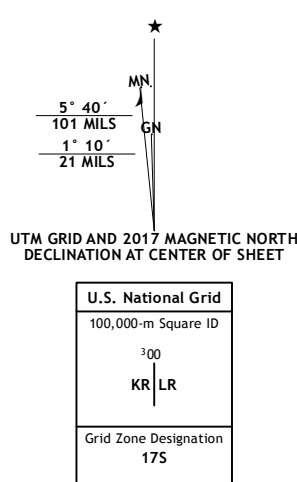 ★
MN
5° 40´
101 MILS
GN
1° 10´
21 MILS
UTM GRID AND 2017 MAGNETIC NORTH
DECLINATION AT CENTER OF SHEET
U.S. National Grid
100,000-m Square ID
³00
KR LR
Grid Zone Designation
17S